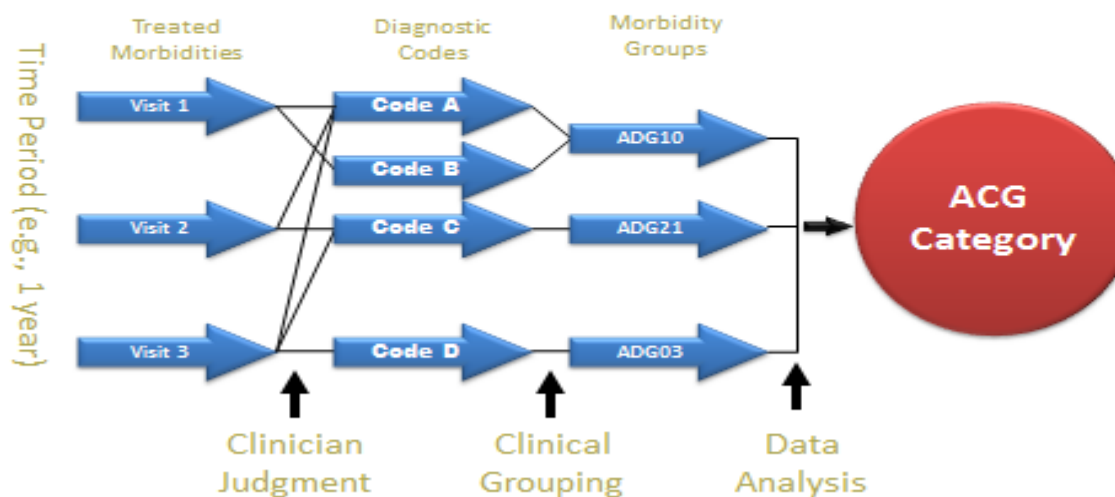 Time Period (e.g., 1 year)
Treated
Morbidities
Diagnostic
Codes
Morbidity
Groups
Visit 1
Code A
Code B
ADG10
Visit 2
Code C
ADG21
Visit 3
Code D
ADG03
ACG
Category
Clinician
Judgment
Clinical
Grouping
Data
Analysis